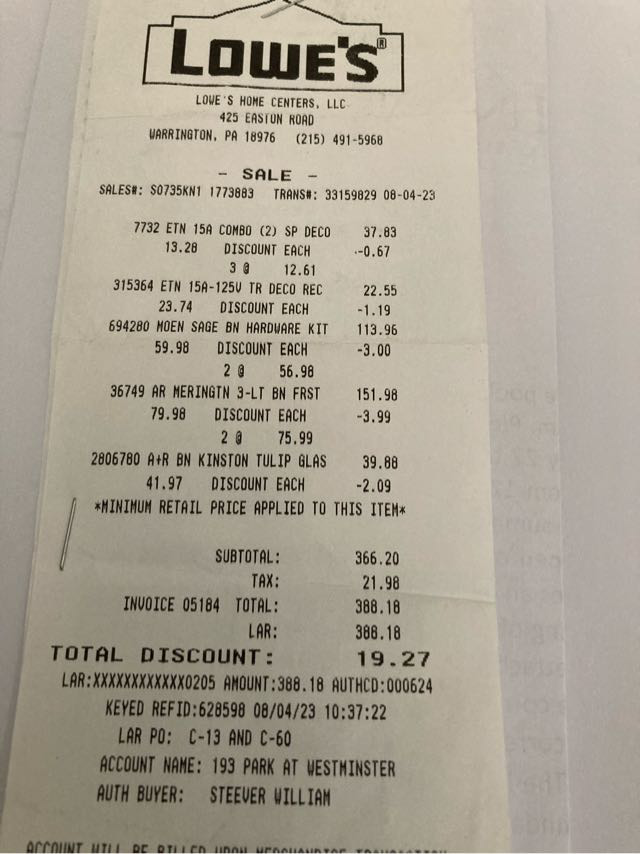 LOWE'S®
LOWE'S HOME CENTERS, LLC
425 EASTON ROAD
WARRINGTON, PA 18976 (215) 491-5968
- SALE -
SALES#: S0735KN1 1773883 TRANS#: 33159829 08-04-23
7732 ETN 15A COMBO (2) SP DECO 37.83
13.28 DISCOUNT EACH -0.67
3 @ 12.61
315364 ETN 15A-125V TR DECO REC 22.55
23.74 DISCOUNT EACH -1.19
694280 MOEN SAGE BN HARDWARE KIT 113.96
59.98 DISCOUNT EACH -3.00
2 @ 56.98
36749 AR MERINGTN 3-LT BN FRST 151.98
79.98 DISCOUNT EACH -3.99
2 @ 75.99
2806780 A+R BN KINSTON TULIP GLAS 39.88
41.97 DISCOUNT EACH -2.09
*MINIMUM RETAIL PRICE APPLIED TO THIS ITEM*
SUBTOTAL: 366.20
TAX: 21.98
INVOICE 05184 TOTAL: 388.18
LAR: 388.18
TOTAL DISCOUNT: 19.27
LAR:XXXXXXXXXXXX0205 AMOUNT:388.18 AUTHCD:000624
KEYED REFID:628598 08/04/23 10:37:22
LAR PO: C-13 AND C-60
ACCOUNT NAME: 193 PARK AT WESTMINSTER
AUTH BUYER: STEEVER WILLIAM
ACCOUNT WILL BE BILLED UPON MERCHANDISE